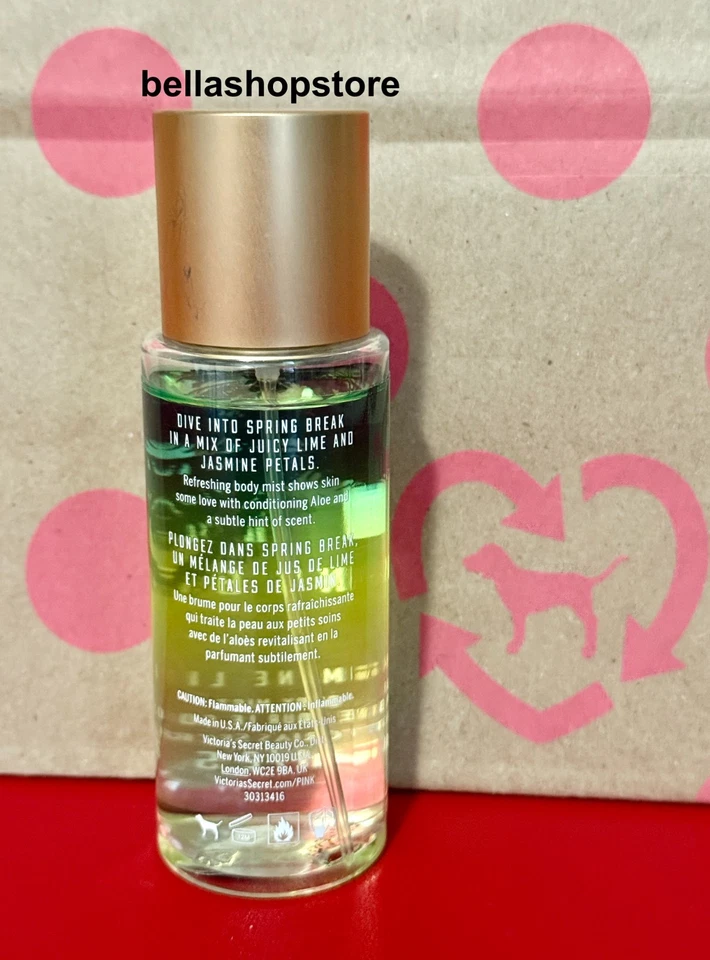 bellashopstore
DIVE INTO SPRING BREAK
IN A MIX OF JUICY LIME AND
JASMINE PETALS.
Refreshing body mist shows skin
some love with conditioning Aloe and
a subtle hint of scent.
PLONGEZ DANS SPRING BREAK,
UN MÉLANGE DE JUS DE LIME
ET PÉTALES DE JASMIN.
Une brume pour le corps rafraîchissante
qui traite la peau aux petits soins
avec de l'aloès revitalisant en la
parfumant subtilement.
CAUTION: Flammable. ATTENTION: Inflammable.
Made in U.S.A./Fabriqué aux États-Unis
Victoria's Secret Beauty Co., Dist.
New York, NY 10019 U.S.A.
London, WC2E 9BA, UK
VictoriasSecret.com/PINK
30313416